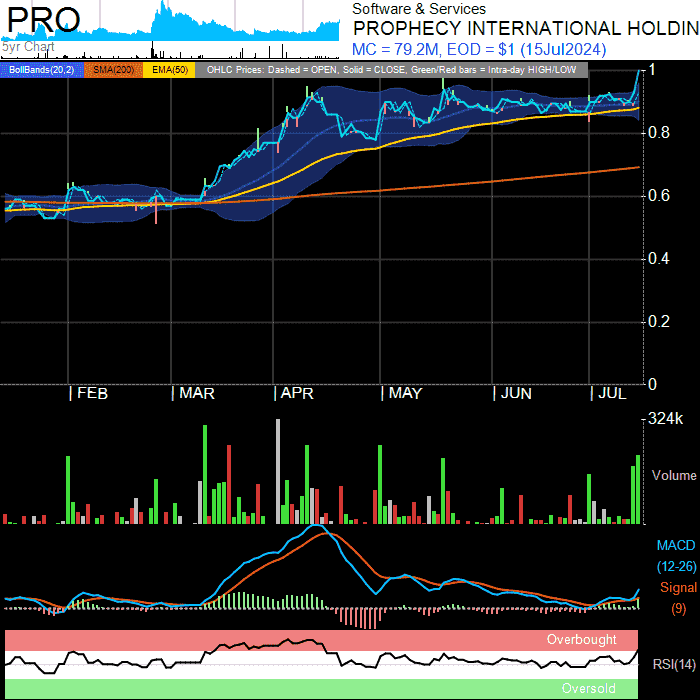 PRO
Software & Services
PROPHECY INTERNATIONAL HOLDIN
5yr Chart
MC = 79.2M, EOD = $1 (15Jul2024)
BollBands(20,2) SMA(200) EMA(50) OHLC Prices: Dashed = OPEN, Solid = CLOSE, Green/Red bars = Intra-day HIGH/LOW
1
0.8
0.6
0.4
0.2
0
FEB MAR APR MAY JUN JUL
324k
Volume
MACD
(12-26)
Signal
(9)
Overbought
RSI(14)
Oversold